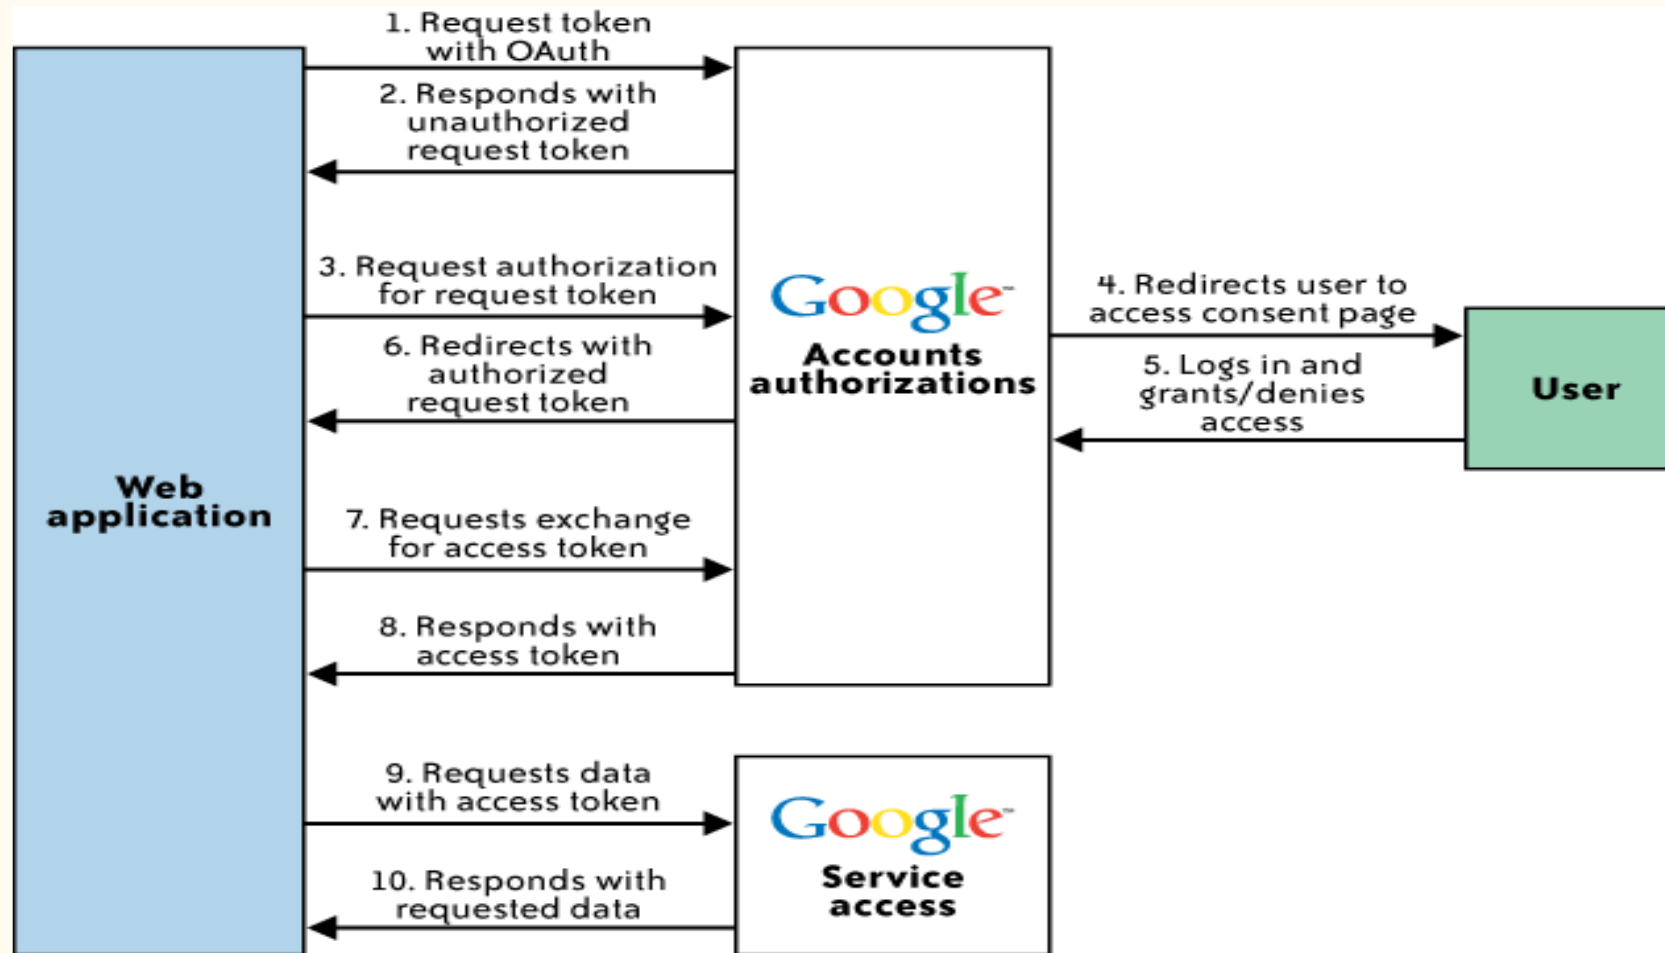 1. Request token
with OAuth
2. Responds with
unauthorized
request token
3. Request authorization
for request token
4. Redirects user to
access consent page
5. Logs in and
grants/denies
access
6. Redirects with
authorized
request token
7. Requests exchange
for access token
8. Responds with
access token
9. Requests data
with access token
10. Responds with
requested data
Web
application
Google™
Accounts
authorizations
User
Google™
Service
access